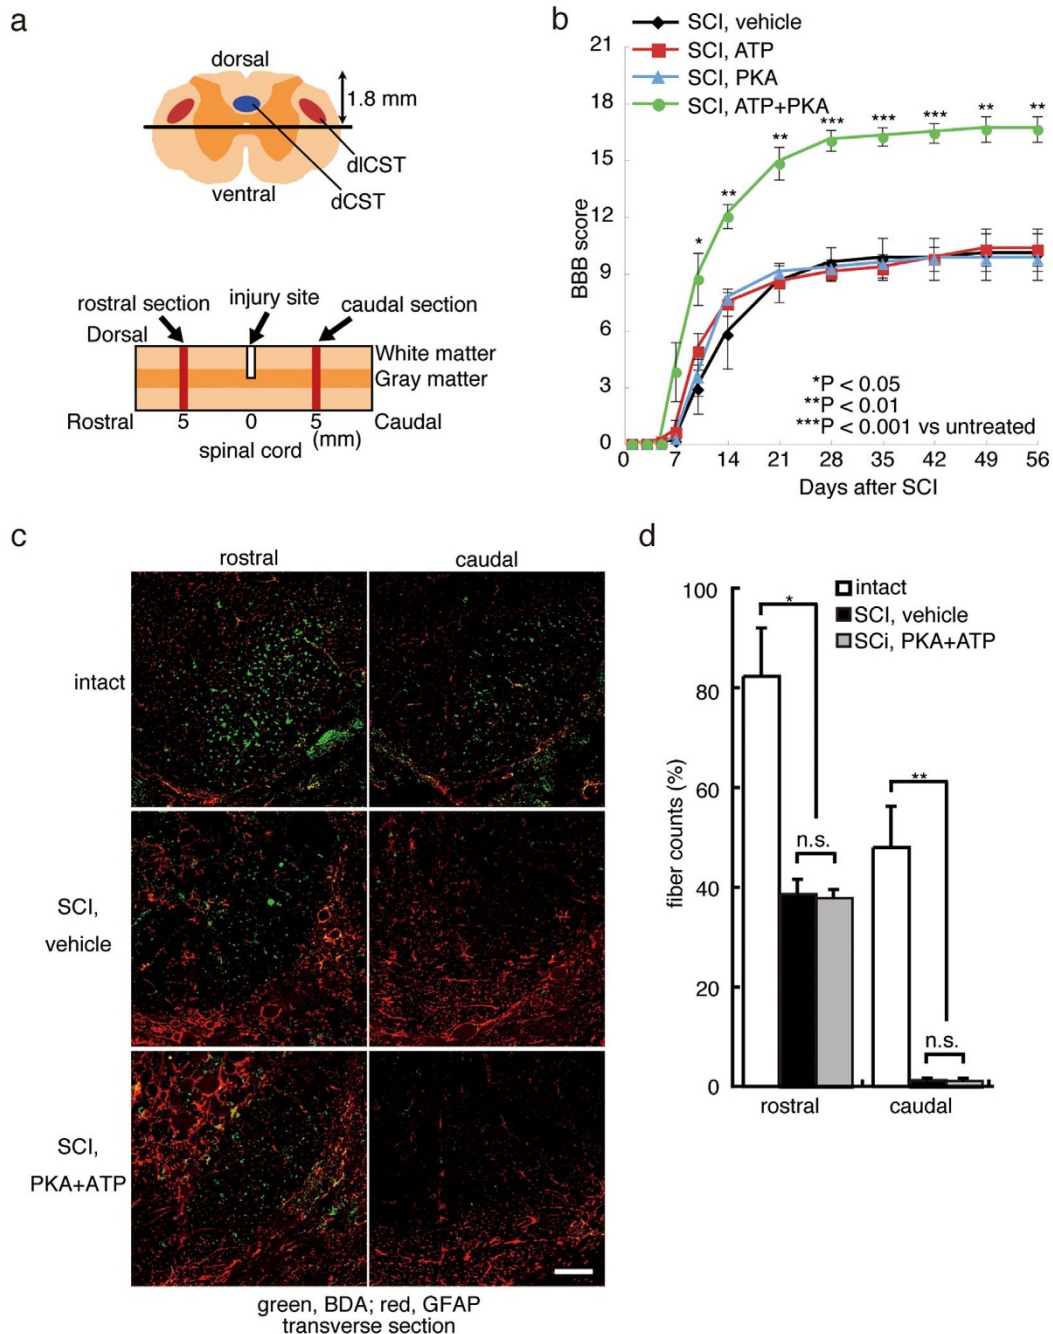 a
dorsal
1.8 mm
dlCST
ventral
dCST
rostral section
injury site
caudal section
Dorsal
White matter
Gray matter
Rostral
5
0
5
(mm)
Caudal
spinal cord
b
SCI, vehicle
SCI, ATP
SCI, PKA
SCI, ATP+PKA
21
18
15
12
9
6
3
0
BBB score
*
**
**
***
***
***
**
**
*P < 0.05
**P < 0.01
***P < 0.001 vs untreated
0 7 14 21 28 35 42 49 56
Days after SCI
c
rostral caudal
intact
SCI,
vehicle
SCI,
PKA+ATP
green, BDA; red, GFAP
transverse section
d
intact
SCI, vehicle
SCi, PKA+ATP
100
80
60
40
20
0
fiber counts (%)
*
n.s.
**
n.s.
rostral caudal